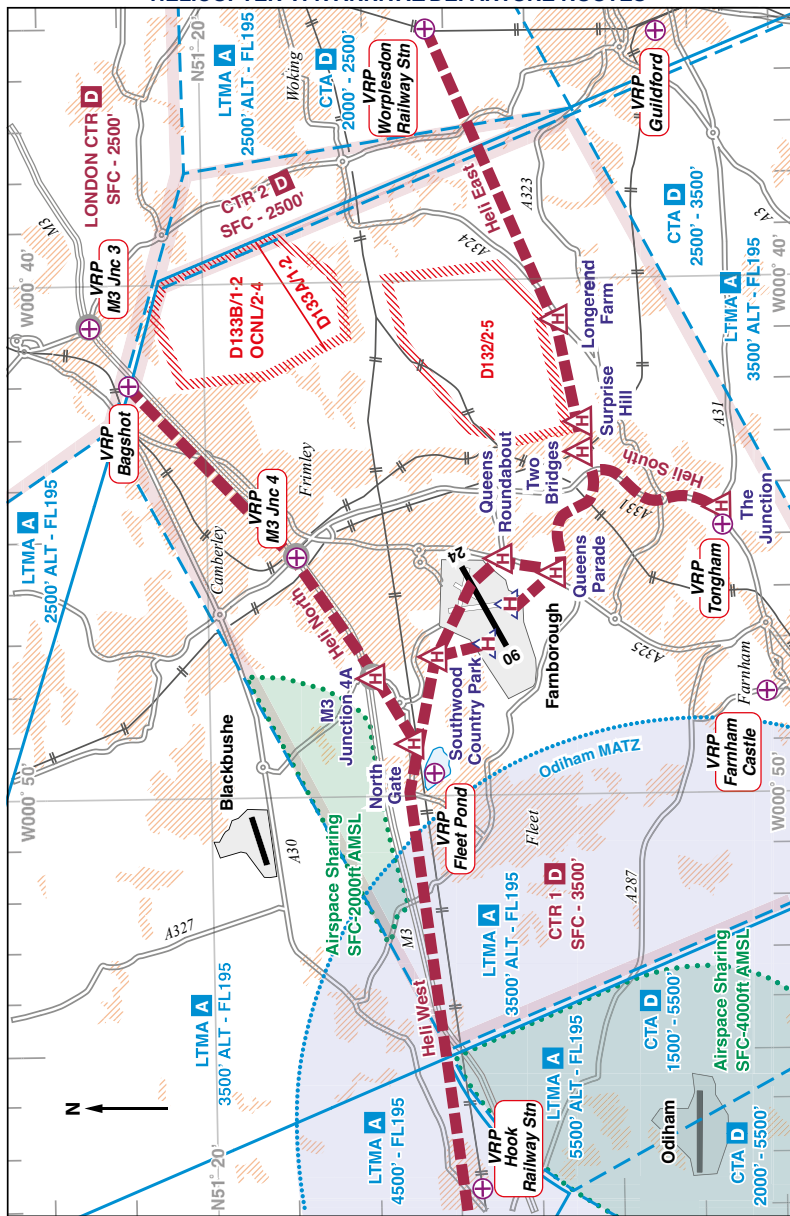 N
W000° 50'
W000° 40'
N51° 20'
N51° 20'
LTMA A
3500' ALT - FL195
A327
Blackbushe
A30
LTMA A
2500' ALT - FL195
Camberley
VRP
Bagshot
VRP
M3 Jnc 3
M3
LONDON CTR D
SFC - 2500'
LTMA A
2500' ALT - FL195
Woking
CTR 2 D
SFC - 2500'
CTA D
2000' - 2500'
VRP
Worplesdon
Railway Stn
VRP
Guildford
LTMA A
4500' - FL195
Airspace Sharing
SFC-2000ft AMSL
M3
Heli West
North
Gate
M3
Junction 4A
Heli North
VRP
M3 Jnc 4
Frimley
D133B/1·2
OCNL/2·4
D133A/1·2
D132/2·5
A324
A323
Heli East
VRP
Hook
Railway Stn
LTMA A
5500' ALT - FL195
LTMA A
3500' ALT - FL195
CTR 1 D
SFC - 3500'
VRP
Fleet Pond
Fleet
Southwood
Country Park
24
06
Farnborough
Queens
Roundabout
Queens
Parade
Two
Bridges
Surprise
Hill
Longerend
Farm
Odiham MATZ
A287
CTA D
1500' - 5500'
Airspace Sharing
SFC-4000ft AMSL
Odiham
CTA D
2000' - 5500'
VRP
Farnham
Castle
Farnham
A325
VRP
Tongham
The
Junction
A331
Heli South
A31
LTMA A
3500' ALT - FL195
CTA D
2500' - 3500'
A3
W000° 50'
W000° 40'
H
H
H
H
H
H
H
H
H
H
H